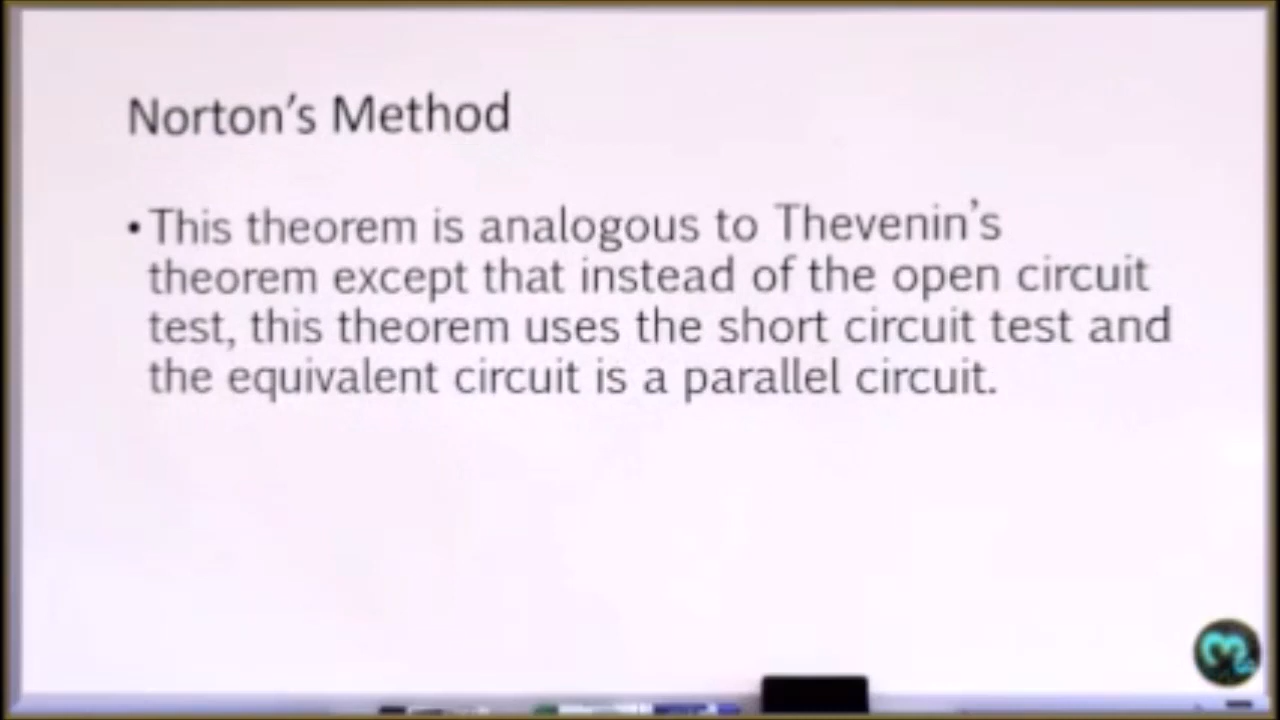 Norton’s Method
• This theorem is analogous to Thevenin’s
theorem except that instead of the open circuit
test, this theorem uses the short circuit test and
the equivalent circuit is a parallel circuit.